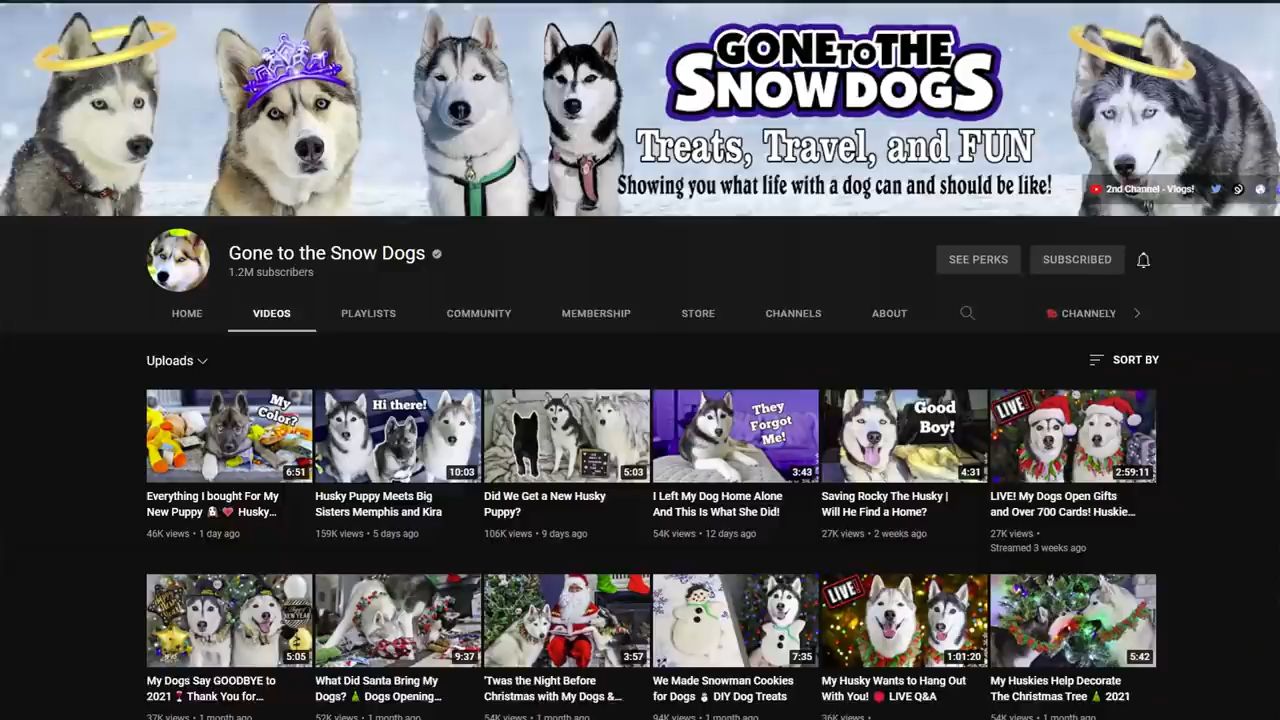 GONE TO THE
SNOW DOGS
Treats, Travel, and FUN
Showing you what life with a dog can and should be like!
2nd Channel - Vlogs!
Gone to the Snow Dogs
1.2M subscribers
SEE PERKS
SUBSCRIBED
HOME
VIDEOS
PLAYLISTS
COMMUNITY
MEMBERSHIP
STORE
CHANNELS
ABOUT
CHANNELY
Uploads
SORT BY
My
Color?
6:51
Hi there!
10:03
5:03
They
Forgot
Me!
3:43
Good
Boy!
4:31
LIVE!
2:59:11
Everything I bought For My
New Puppy 🐶 💗 Husky...
46K views • 1 day ago
Husky Puppy Meets Big
Sisters Memphis and Kira
159K views • 5 days ago
Did We Get a New Husky
Puppy?
106K views • 9 days ago
I Left My Dog Home Alone
And This Is What She Did!
54K views • 12 days ago
Saving Rocky The Husky |
Will He Find a Home?
27K views • 2 weeks ago
LIVE! My Dogs Open Gifts
and Over 700 Cards! Huskie...
27K views •
Streamed 3 weeks ago
5:05
9:37
3:57
7:35
LIVE!
1:01:20
5:42
My Dogs Say GOODBYE to
2021 🍷 Thank You for...
37K views • 1 month ago
What Did Santa Bring My
Dogs? 🎄 Dogs Opening...
52K views • 1 month ago
'Twas the Night Before
Christmas with My Dogs &...
54K views • 1 month ago
We Made Snowman Cookies
for Dogs ⛄ DIY Dog Treats
94K views • 1 month ago
My Husky Wants to Hang Out
With You! 🔴 LIVE Q&A
36K views •
My Huskies Help Decorate
The Christmas Tree 🎄 2021
54K views • 1 month ago